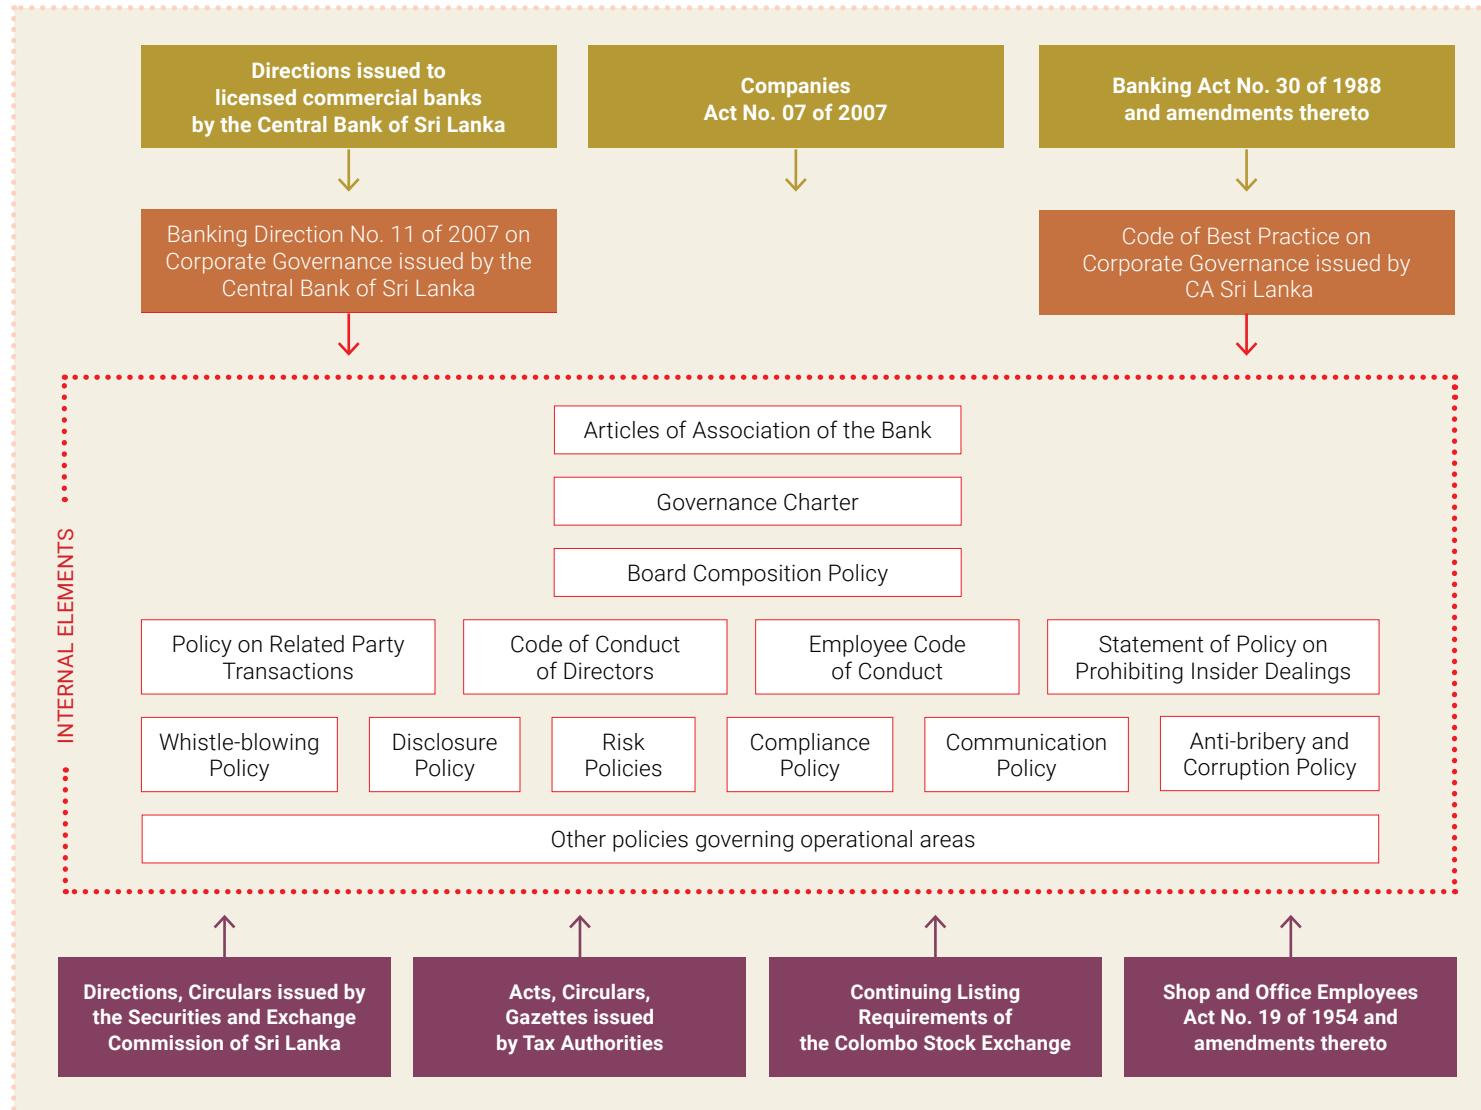 Directions issued to
licensed commercial banks
by the Central Bank of Sri Lanka
Companies
Act No. 07 of 2007
Banking Act No. 30 of 1988
and amendments thereto
Banking Direction No. 11 of 2007 on
Corporate Governance issued by the
Central Bank of Sri Lanka
Code of Best Practice on
Corporate Governance issued by
CA Sri Lanka
INTERNAL ELEMENTS
Articles of Association of the Bank
Governance Charter
Board Composition Policy
Policy on Related Party
Transactions
Code of Conduct
of Directors
Employee Code
of Conduct
Statement of Policy on
Prohibiting Insider Dealings
Whistle-blowing
Policy
Disclosure
Policy
Risk
Policies
Compliance
Policy
Communication
Policy
Anti-bribery and
Corruption Policy
Other policies governing operational areas
Directions, Circulars issued by
the Securities and Exchange
Commission of Sri Lanka
Acts, Circulars,
Gazettes issued
by Tax Authorities
Continuing Listing
Requirements of
the Colombo Stock Exchange
Shop and Office Employees
Act No. 19 of 1954 and
amendments thereto